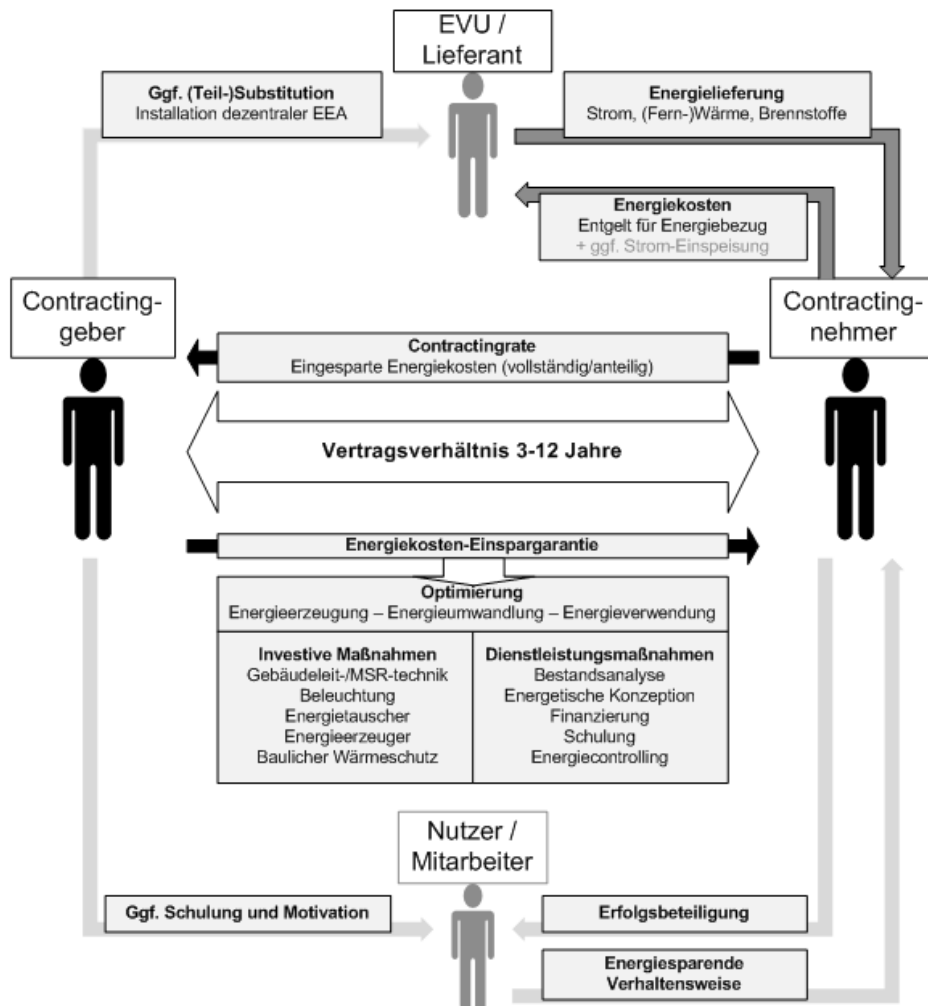 EVU /
Lieferant
Ggf. (Teil-)Substitution
Installation dezentraler EEA
Energielieferung
Strom, (Fern-)Wärme, Brennstoffe
Energiekosten
Entgelt für Energiebezug
+ ggf. Strom-Einspeisung
Contracting-
geber
Contracting-
nehmer
Contractingrate
Eingesparte Energiekosten (vollständig/anteilig)
Vertragsverhältnis 3-12 Jahre
Energiekosten-Einspargarantie
Optimierung
Energieerzeugung – Energieumwandlung – Energieverwendung
Investive Maßnahmen
Gebäudeleit-/MSR-technik
Beleuchtung
Energietauscher
Energieerzeuger
Baulicher Wärmeschutz
Dienstleistungsmaßnahmen
Bestandsanalyse
Energetische Konzeption
Finanzierung
Schulung
Energiecontrolling
Nutzer /
Mitarbeiter
Ggf. Schulung und Motivation
Erfolgsbeteiligung
Energiesparende
Verhaltensweise